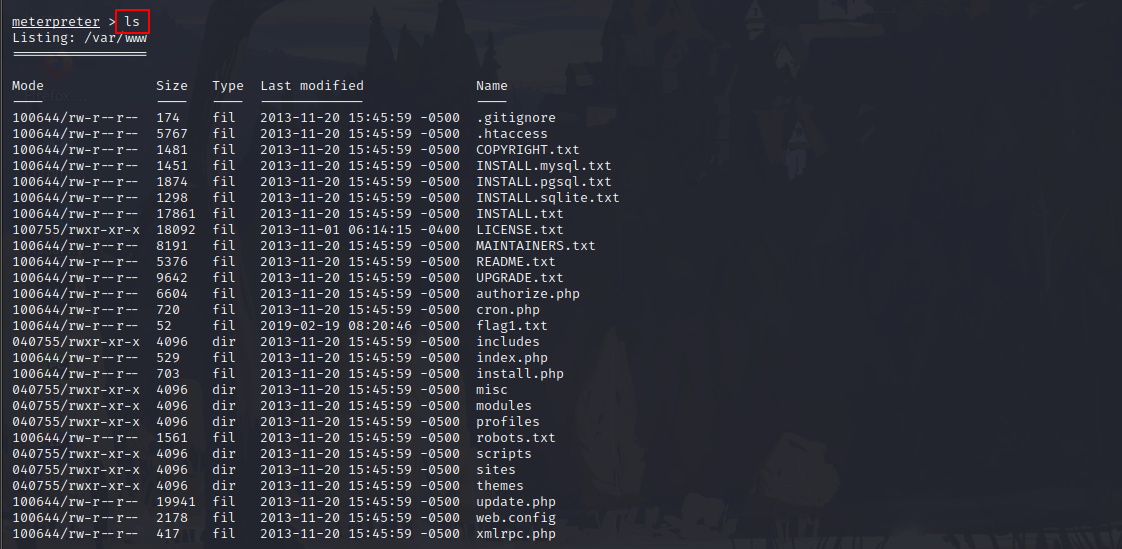 meterpreter > ls
Listing: /var/www
=================
Mode Size Type Last modified Name
---- ---- ---- ------------- ----
100644/rw-r--r-- 174 fil 2013-11-20 15:45:59 -0500 .gitignore
100644/rw-r--r-- 5767 fil 2013-11-20 15:45:59 -0500 .htaccess
100644/rw-r--r-- 1481 fil 2013-11-20 15:45:59 -0500 COPYRIGHT.txt
100644/rw-r--r-- 1451 fil 2013-11-20 15:45:59 -0500 INSTALL.mysql.txt
100644/rw-r--r-- 1874 fil 2013-11-20 15:45:59 -0500 INSTALL.pgsql.txt
100644/rw-r--r-- 1298 fil 2013-11-20 15:45:59 -0500 INSTALL.sqlite.txt
100644/rw-r--r-- 17861 fil 2013-11-20 15:45:59 -0500 INSTALL.txt
100755/rwxr-xr-x 18092 fil 2013-11-01 06:14:15 -0400 LICENSE.txt
100644/rw-r--r-- 8191 fil 2013-11-20 15:45:59 -0500 MAINTAINERS.txt
100644/rw-r--r-- 5376 fil 2013-11-20 15:45:59 -0500 README.txt
100644/rw-r--r-- 9642 fil 2013-11-20 15:45:59 -0500 UPGRADE.txt
100644/rw-r--r-- 6604 fil 2013-11-20 15:45:59 -0500 authorize.php
100644/rw-r--r-- 720 fil 2013-11-20 15:45:59 -0500 cron.php
100644/rw-r--r-- 52 fil 2019-02-19 08:20:46 -0500 flag1.txt
040755/rwxr-xr-x 4096 dir 2013-11-20 15:45:59 -0500 includes
100644/rw-r--r-- 529 fil 2013-11-20 15:45:59 -0500 index.php
100644/rw-r--r-- 703 fil 2013-11-20 15:45:59 -0500 install.php
040755/rwxr-xr-x 4096 dir 2013-11-20 15:45:59 -0500 misc
040755/rwxr-xr-x 4096 dir 2013-11-20 15:45:59 -0500 modules
040755/rwxr-xr-x 4096 dir 2013-11-20 15:45:59 -0500 profiles
100644/rw-r--r-- 1561 fil 2013-11-20 15:45:59 -0500 robots.txt
040755/rwxr-xr-x 4096 dir 2013-11-20 15:45:59 -0500 scripts
040755/rwxr-xr-x 4096 dir 2013-11-20 15:45:59 -0500 sites
040755/rwxr-xr-x 4096 dir 2013-11-20 15:45:59 -0500 themes
100644/rw-r--r-- 19941 fil 2013-11-20 15:45:59 -0500 update.php
100644/rw-r--r-- 2178 fil 2013-11-20 15:45:59 -0500 web.config
100644/rw-r--r-- 417 fil 2013-11-20 15:45:59 -0500 xmlrpc.php